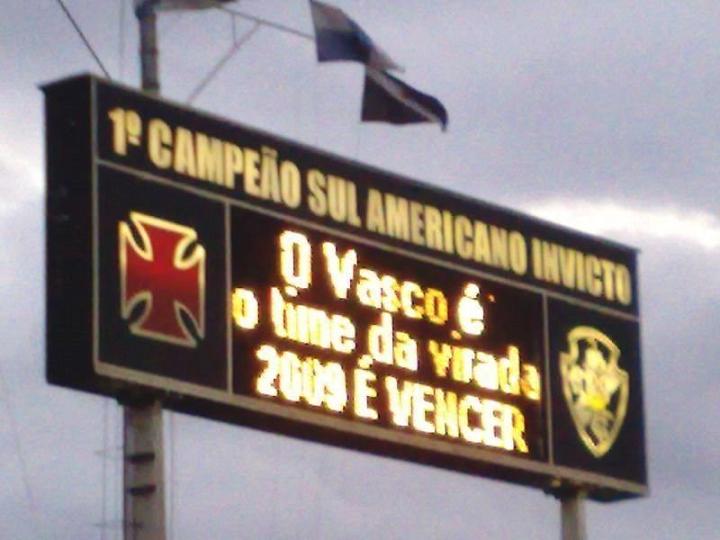 1º CAMPEÃO SUL AMERICANO INVICTO
O Vasco é
o time da virada
2009 É VENCER